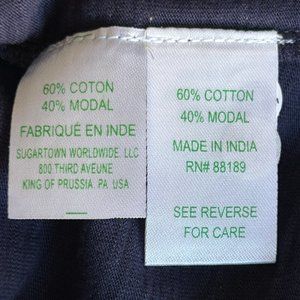 60% COTON
40% MODAL
FABRIQUÉ EN INDE
SUGARTOWN WORLDWIDE, LLC
800 THIRD AVEUNE
KING OF PRUSSIA, PA USA
60% COTTON
40% MODAL
MADE IN INDIA
RN# 88189
SEE REVERSE
FOR CARE